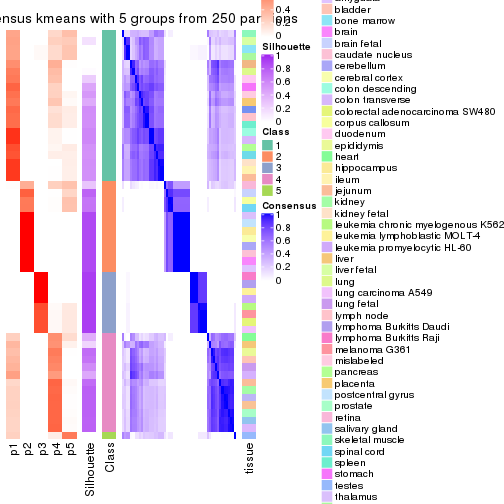 nsus kmeans with 5 groups from 250 par
ns
0.4
0.2
0
Silhouette
1
0.8
0.6
0.4
0.2
0
Class
1
2
3
4
5
Consensus
1
0.8
0.6
0.4
0.2
0
bladder
bone marrow
brain
brain fetal
caudate nucleus
cerebellum
cerebral cortex
colon descending
colon transverse
colorectal adenocarcinoma SW480
corpus callosum
duodenum
epididymis
heart
hippocampus
ileum
jejunum
kidney
kidney fetal
leukemia chronic myelogenous K562
leukemia lymphoblastic MOLT-4
leukemia promyelocytic HL-60
liver
liver fetal
lung
lung carcinoma A549
lung fetal
lymph node
lymphoma Burkitts Daudi
lymphoma Burkitts Raji
melanoma G361
mislabeled
pancreas
placenta
postcentral gyrus
prostate
retina
salivary gland
skeletal muscle
spinal cord
spleen
stomach
testes
thalamus
p1
p2
p3
p4
p5
Silhouette
Class
tissue